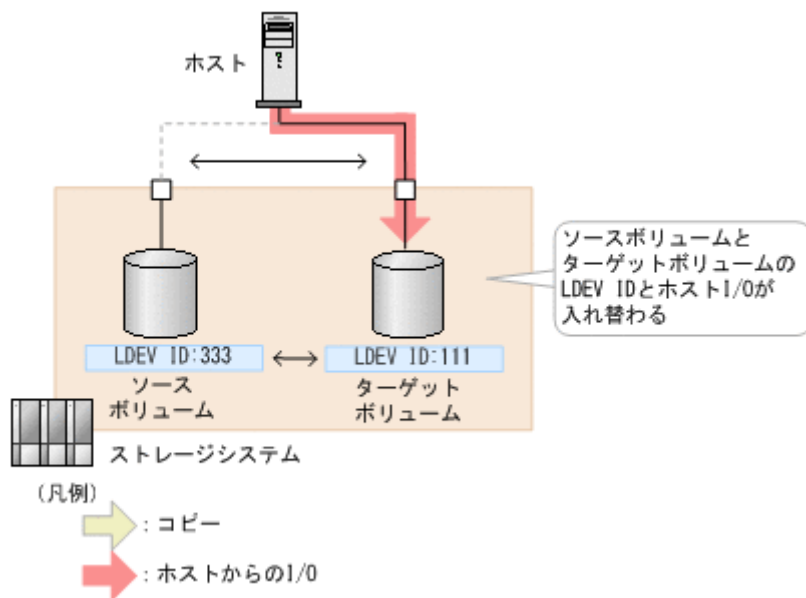 ホスト
ソースボリュームと
ターゲットボリュームの
LDEV IDとホストI/Oが
入れ替わる
LDEV ID:333
LDEV ID:111
ソース
ボリューム
ターゲット
ボリューム
ストレージシステム
(凡例)
:コピー
:ホストからのI/O